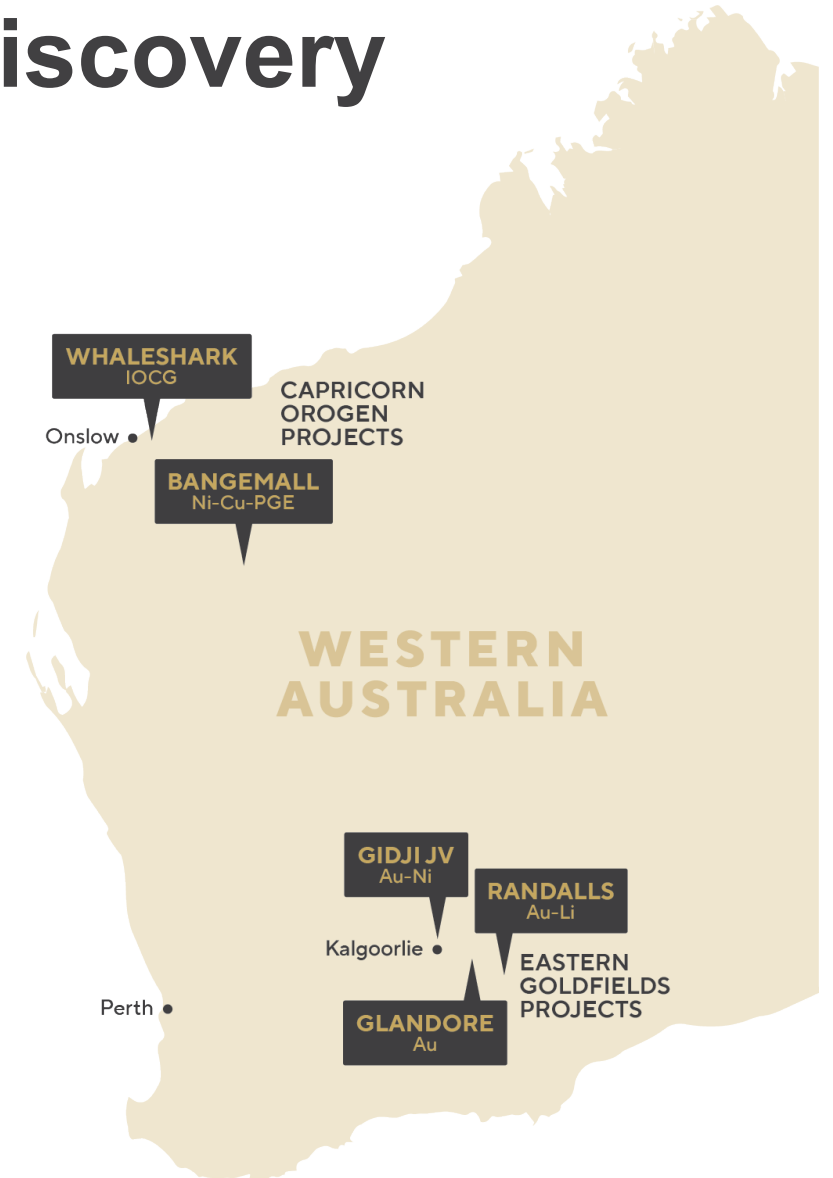 iscovery
WHALESHARK
IOCG
CAPRICORN
OROGEN
PROJECTS
Onslow
BANGEMALL
Ni-Cu-PGE
WESTERN
AUSTRALIA
GIDJI JV
Au-Ni
RANDALLS
Au-Li
Kalgoorlie
EASTERN
GOLDFIELDS
PROJECTS
Perth
GLANDORE
Au